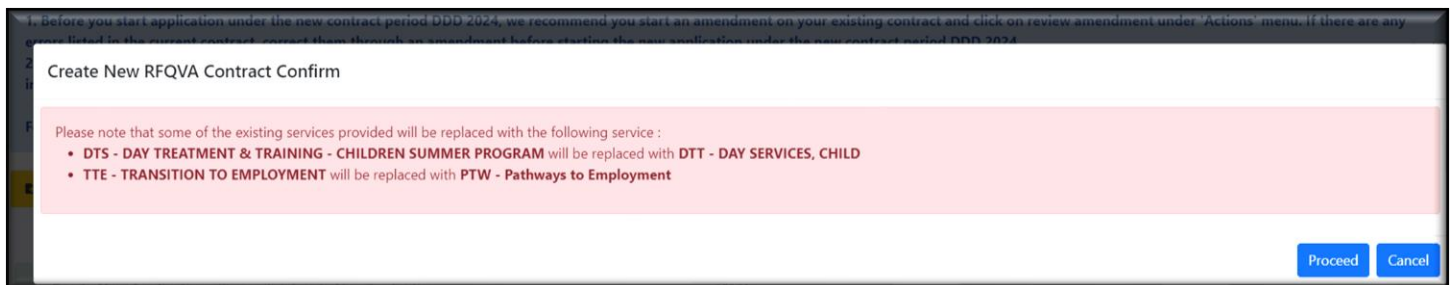 1. Before you start application under the new contract period DDD 2024, we recommend you start an amendment on your existing contract and click on review amendment under 'Actions' menu. If there are any
errors listed in the current contract, correct them through an amendment before starting the new application under the new contract period DDD 2024
Create New RFQVA Contract Confirm
Please note that some of the existing services provided will be replaced with the following service :
• DTS - DAY TREATMENT & TRAINING - CHILDREN SUMMER PROGRAM will be replaced with DTT - DAY SERVICES, CHILD
• TTE - TRANSITION TO EMPLOYMENT will be replaced with PTW - Pathways to Employment
Proceed Cancel